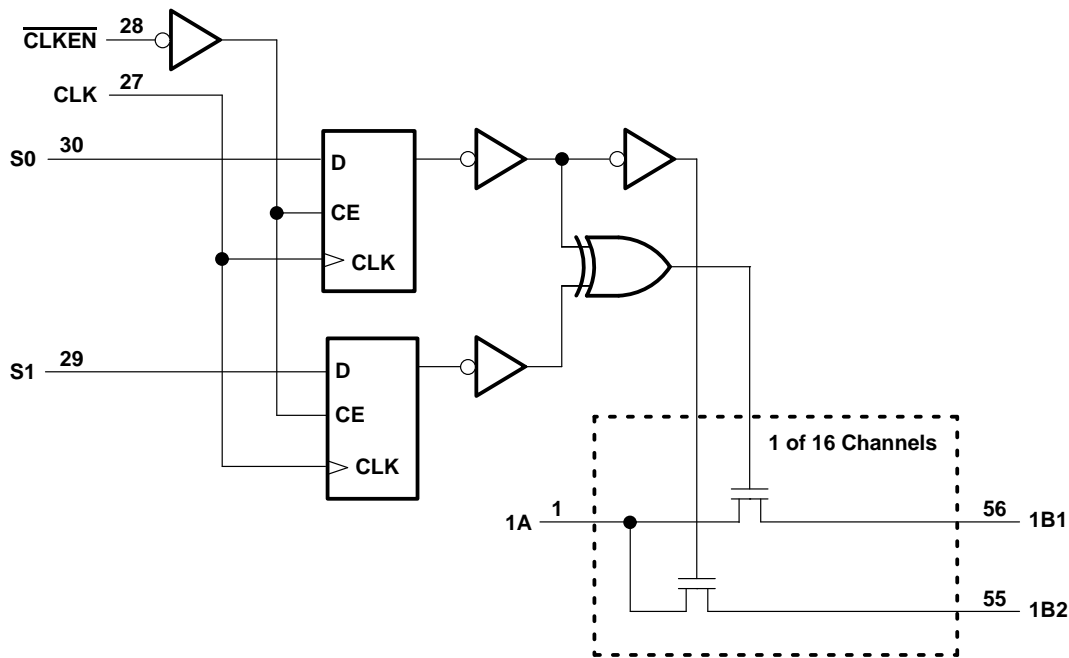 CLKEN 28
CLK 27
S0 30
D
CE
CLK
S1 29
D
CE
CLK
1 of 16 Channels
1A 1
56 1B1
55 1B2